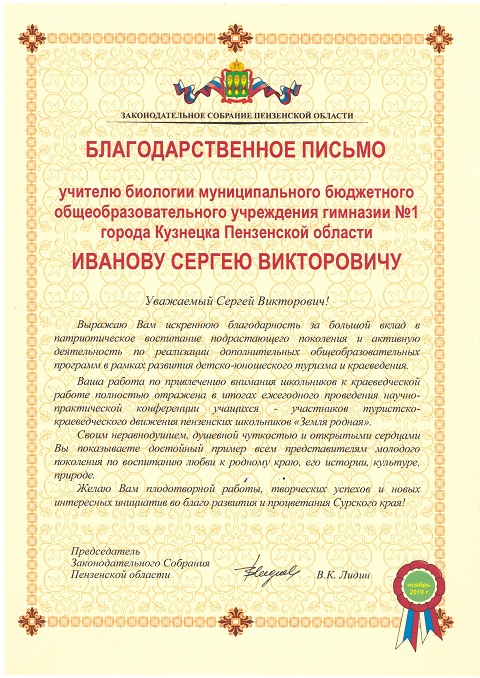 ЗАКОНОДАТЕЛЬНОЕ СОБРАНИЕ ПЕНЗЕНСКОЙ ОБЛАСТИ
БЛАГОДАРСТВЕННОЕ ПИСЬМО
учителю биологии муниципального бюджетного
общеобразовательного учреждения гимназии №1
города Кузнецка Пензенской области
ИВАНОВУ СЕРГЕЮ ВИКТОРОВИЧУ
Уважаемый Сергей Викторович!
Выражаю Вам искреннюю благодарность за большой вклад в
патриотическое воспитание подрастающего поколения и активную
деятельность по реализации дополнительных общеобразовательных
программ в рамках развития детско-юношеского туризма и краеведения.
Ваша работа по привлечению внимания школьников к краеведческой
работе полностью отражена в итогах ежегодного проведения научно-
практической конференции учащихся - участников туристско-
краеведческого движения пензенских школьников «Земля родная».
Своим неравнодушием, душевной чуткостью и открытыми сердцами
Вы показываете достойный пример всем представителям молодого
поколения по воспитанию любви к родному краю, его истории, культуре,
природе.
Желаю Вам плодотворной работы, творческих успехов и новых
интересных инициатив во благо развития и процветания Сурского края!
Председатель
Законодательного Собрания
Пензенской области
В.К. Лидин
ноябрь
2019 г.